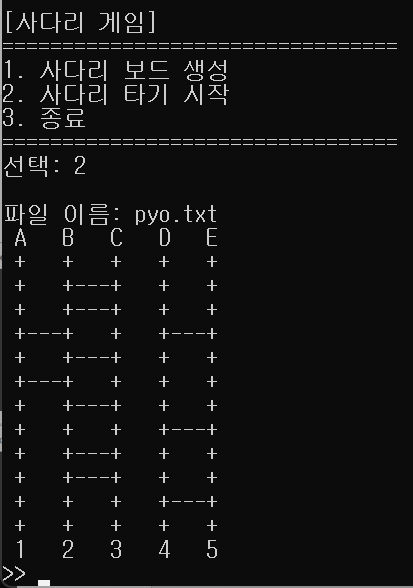 [사다리 게임]
=================================
1. 사다리 보드 생성
2. 사다리 타기 시작
3. 종료
=================================
선택: 2
파일 이름: pyo.txt
 A   B   C   D   E
 +   +   +   +   +
 +   +---+   +   +
 +   +---+   +   +
 +---+   +   +---+
 +   +---+   +   +
 +---+   +   +   +
 +   +---+   +   +
 +   +   +   +---+
 +   +---+   +   +
 +   +---+   +   +
 +   +   +   +---+
 +   +   +   +   +
 1   2   3   4   5
>>